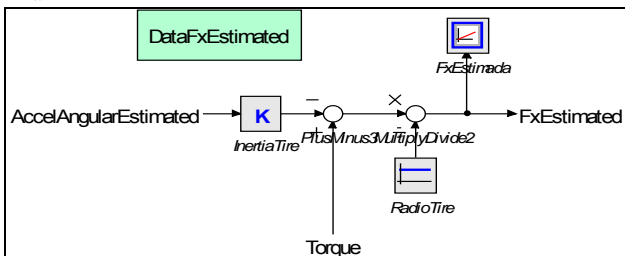 DataFxEstimated
FxEstimada
AccelAngularEstimated
K
FxEstimated
InertiaTire
PlusMinus3
MultiplyDivide2
RadioTire
Torque